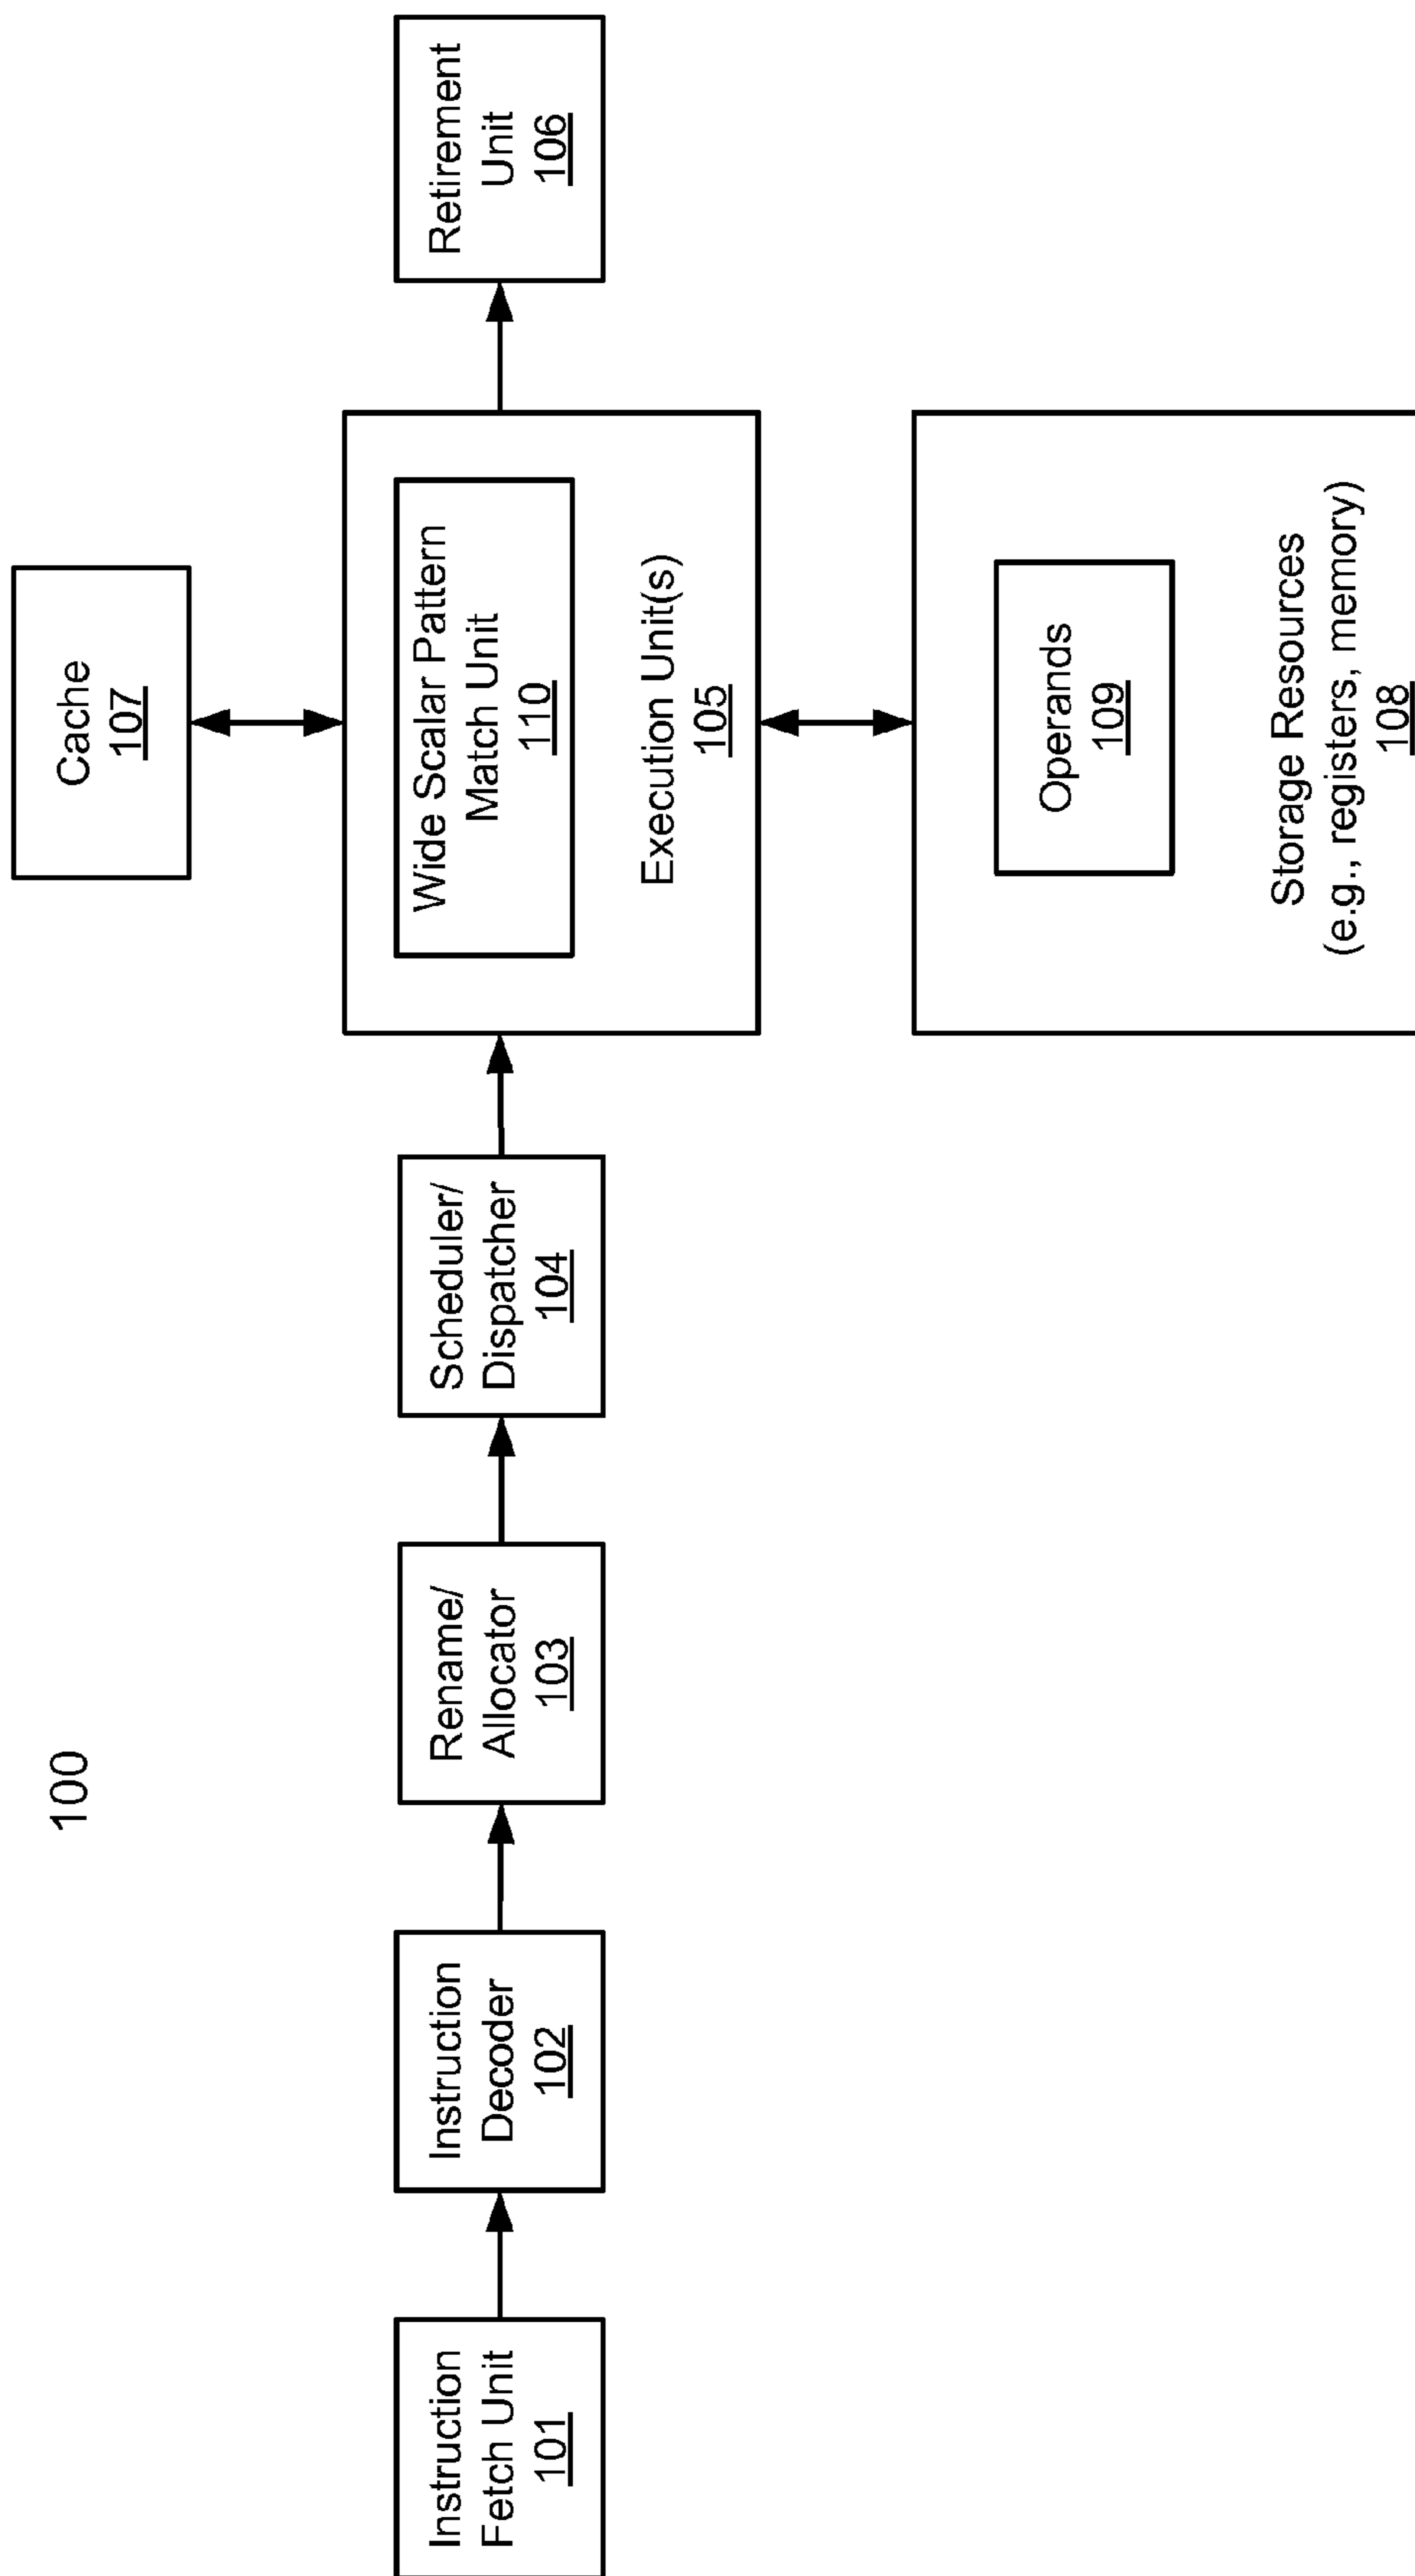 100
Cache
107
Instruction
Fetch Unit
101
Instruction
Decoder
102
Rename/
Allocator
103
Scheduler/
Dispatcher
104
Wide Scalar Pattern
Match Unit
110
Execution Unit(s)
105
Retirement
Unit
106
Operands
109
Storage Resources
(e.g., registers, memory)
108